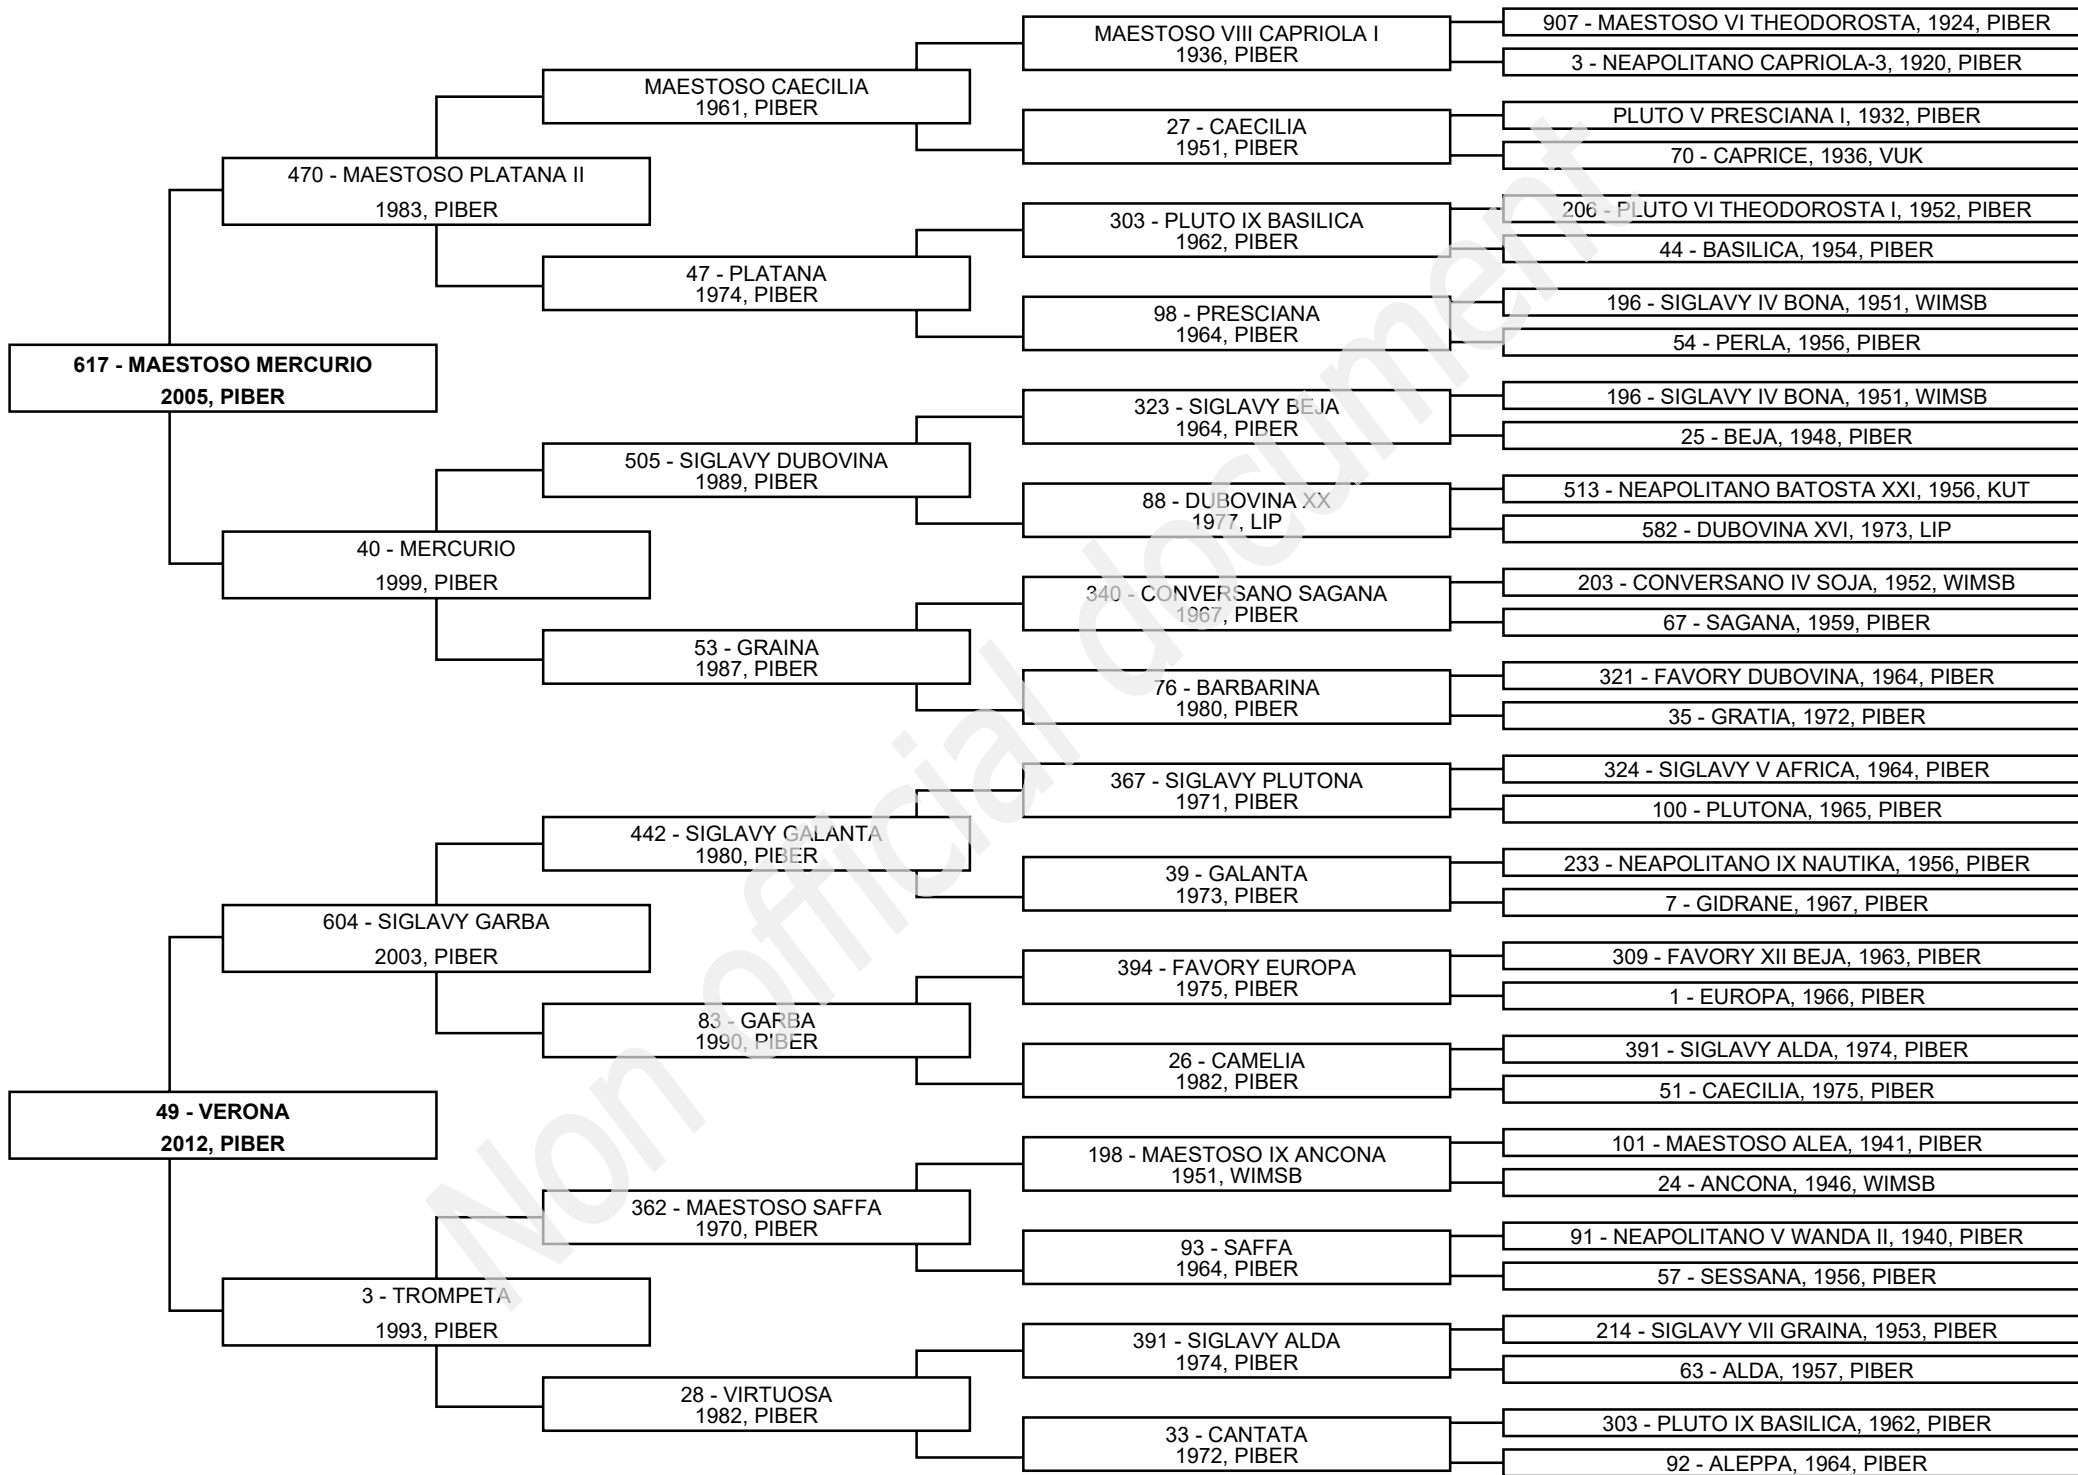 617 - MAESTOSO MERCURIO
2005, PIBER
49 - VERONA
2012, PIBER
470 - MAESTOSO PLATANA II
1983, PIBER
40 - MERCURIO
1999, PIBER
604 - SIGLAVY GARBA
2003, PIBER
3 - TROMPETA
1993, PIBER
MAESTOSO CAECILIA
1961, PIBER
47 - PLATANA
1974, PIBER
505 - SIGLAVY DUBOVINA
1989, PIBER
53 - GRAINA
1987, PIBER
442 - SIGLAVY GALANTA
1980, PIBER
83 - GARBA
1990, PIBER
362 - MAESTOSO SAFFA
1970, PIBER
28 - VIRTUOSA
1982, PIBER
MAESTOSO VIII CAPRIOLA I
1936, PIBER
27 - CAECILIA
1951, PIBER
303 - PLUTO IX BASILICA
1962, PIBER
98 - PRESCIANA
1964, PIBER
323 - SIGLAVY BEJA
1964, PIBER
88 - DUBOVINA XX
1977, LIP
340 - CONVERSANO SAGANA
1967, PIBER
76 - BARBARINA
1980, PIBER
367 - SIGLAVY PLUTONA
1971, PIBER
39 - GALANTA
1973, PIBER
394 - FAVORY EUROPA
1975, PIBER
26 - CAMELIA
1982, PIBER
198 - MAESTOSO IX ANCONA
1951, WIMSB
93 - SAFFA
1964, PIBER
391 - SIGLAVY ALDA
1974, PIBER
33 - CANTATA
1972, PIBER
907 - MAESTOSO VI THEODOROSTA, 1924, PIBER
3 - NEAPOLITANO CAPRIOLA-3, 1920, PIBER
PLUTO V PRESCIANA I, 1932, PIBER
70 - CAPRICE, 1936, VUK
206 - PLUTO VI THEODOROSTA I, 1952, PIBER
44 - BASILICA, 1954, PIBER
196 - SIGLAVY IV BONA, 1951, WIMSB
54 - PERLA, 1956, PIBER
196 - SIGLAVY IV BONA, 1951, WIMSB
25 - BEJA, 1948, PIBER
513 - NEAPOLITANO BATOSTA XXI, 1956, KUT
582 - DUBOVINA XVI, 1973, LIP
203 - CONVERSANO IV SOJA, 1952, WIMSB
67 - SAGANA, 1959, PIBER
321 - FAVORY DUBOVINA, 1964, PIBER
35 - GRATIA, 1972, PIBER
324 - SIGLAVY V AFRICA, 1964, PIBER
100 - PLUTONA, 1965, PIBER
233 - NEAPOLITANO IX NAUTIKA, 1956, PIBER
7 - GIDRANE, 1967, PIBER
309 - FAVORY XII BEJA, 1963, PIBER
1 - EUROPA, 1966, PIBER
391 - SIGLAVY ALDA, 1974, PIBER
51 - CAECILIA, 1975, PIBER
101 - MAESTOSO ALEA, 1941, PIBER
24 - ANCONA, 1946, WIMSB
91 - NEAPOLITANO V WANDA II, 1940, PIBER
57 - SESSANA, 1956, PIBER
214 - SIGLAVY VII GRAINA, 1953, PIBER
63 - ALDA, 1957, PIBER
303 - PLUTO IX BASILICA, 1962, PIBER
92 - ALEPPA, 1964, PIBER
Non official document